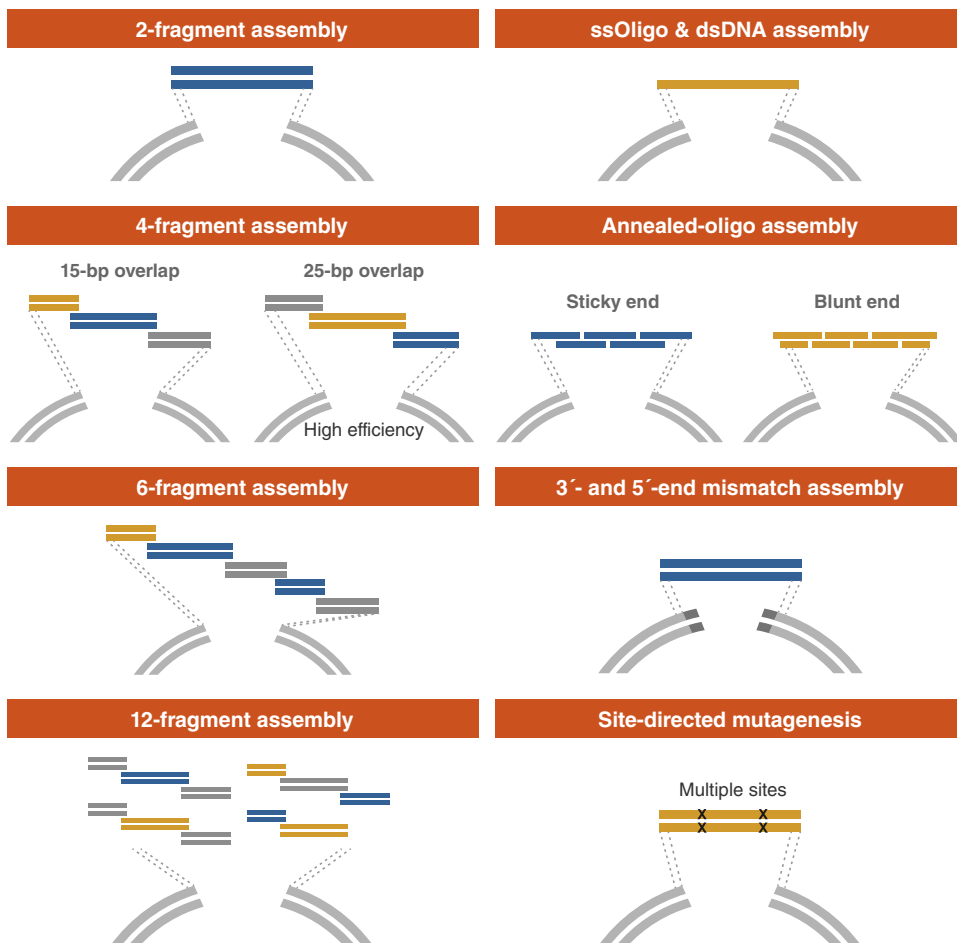 2-fragment assembly
ssOligo & dsDNA assembly
4-fragment assembly
15-bp overlap
25-bp overlap
High efficiency
Annealed-oligo assembly
Sticky end
Blunt end
6-fragment assembly
3´- and 5´-end mismatch assembly
12-fragment assembly
Site-directed mutagenesis
Multiple sites
X X
X X